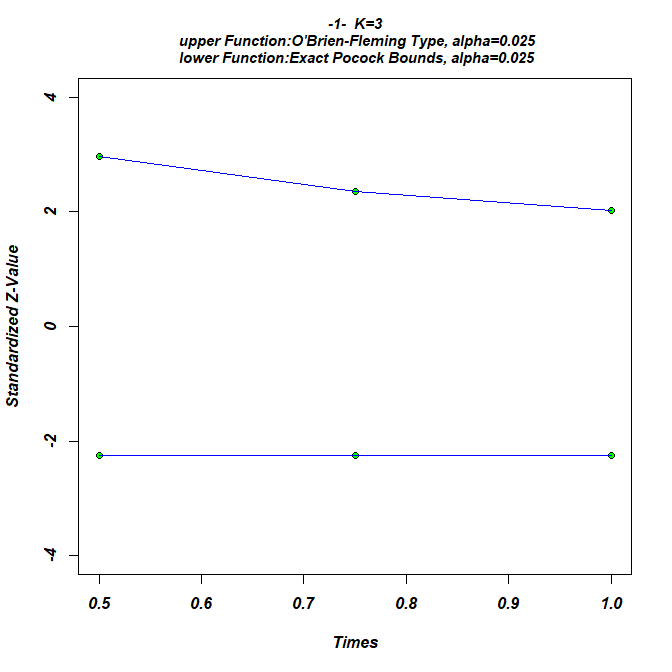 -1- K=3
upper Function:O'Brien-Fleming Type, alpha=0.025
lower Function:Exact Pocock Bounds, alpha=0.025
4
2
0
-2
-4
Standardized Z-Value
0.5 0.6 0.7 0.8 0.9 1.0
Times